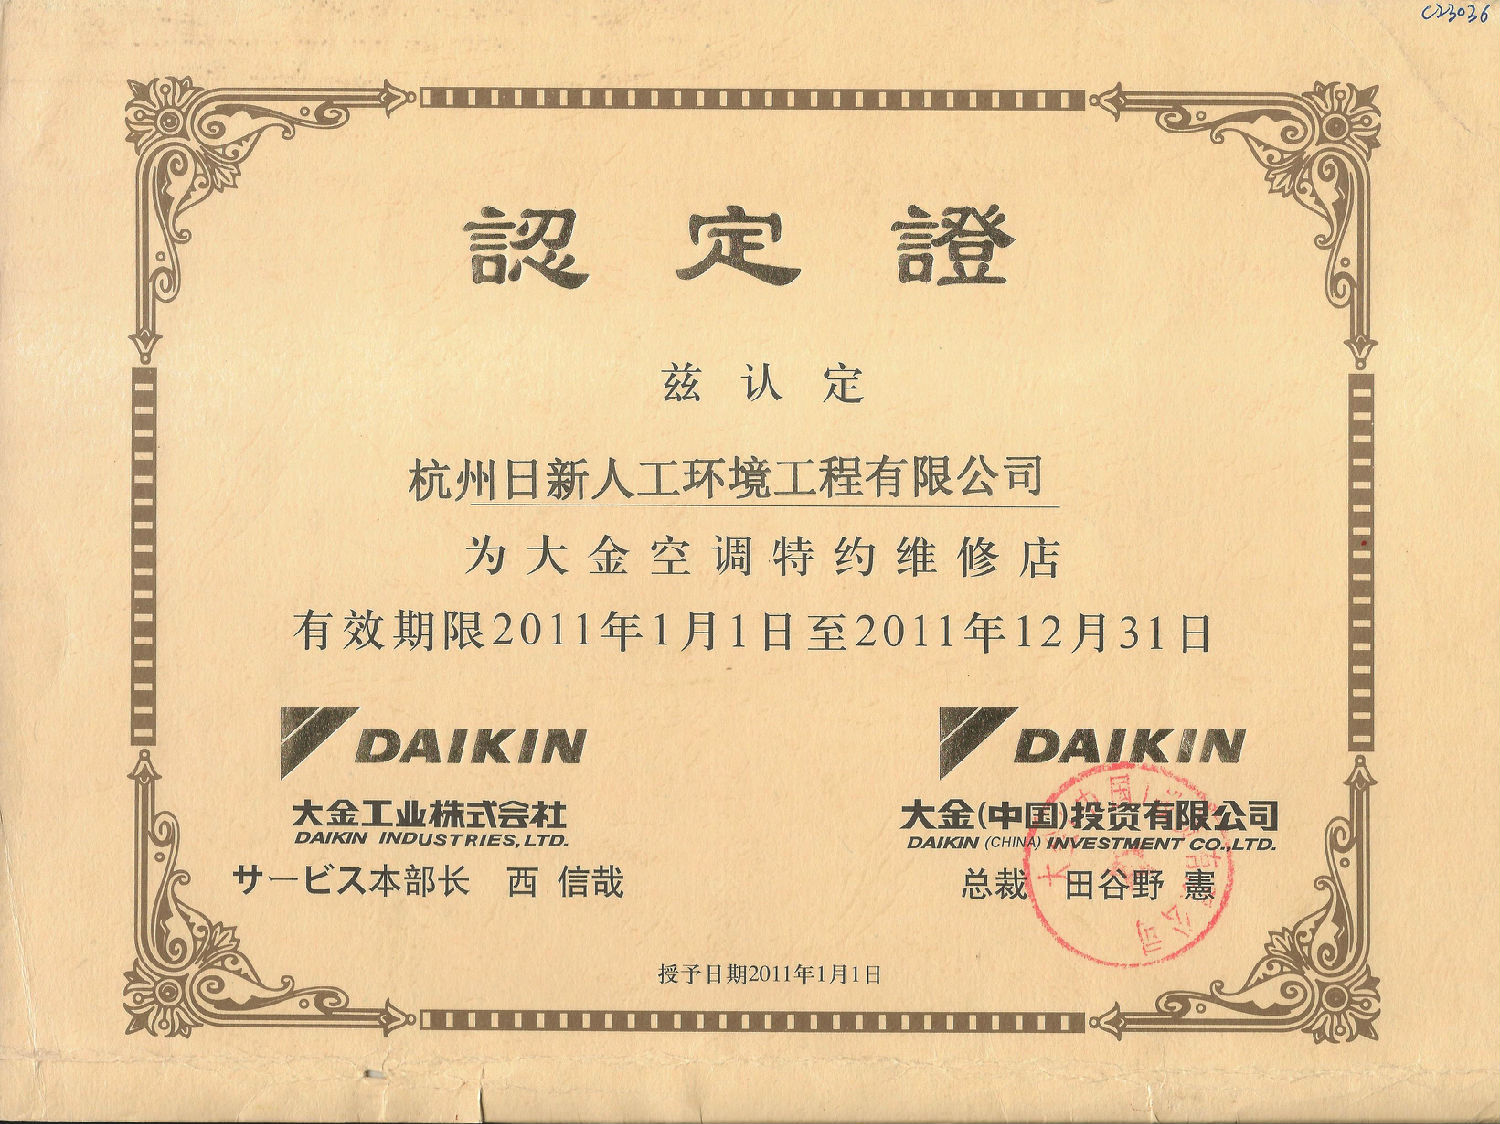 C223036
認定證
兹认定
杭州日新人工环境工程有限公司
为大金空调特约维修店
有效期限2011年1月1日至2011年12月31日
DAIKIN
大金工业株式会社
DAIKIN INDUSTRIES, LTD.
サービス本部长 西 信哉
DAIKIN
大金(中国)投资有限公司
DAIKIN (CHINA) INVESTMENT CO.,LTD.
总裁 田谷野 憲
授予日期2011年1月1日